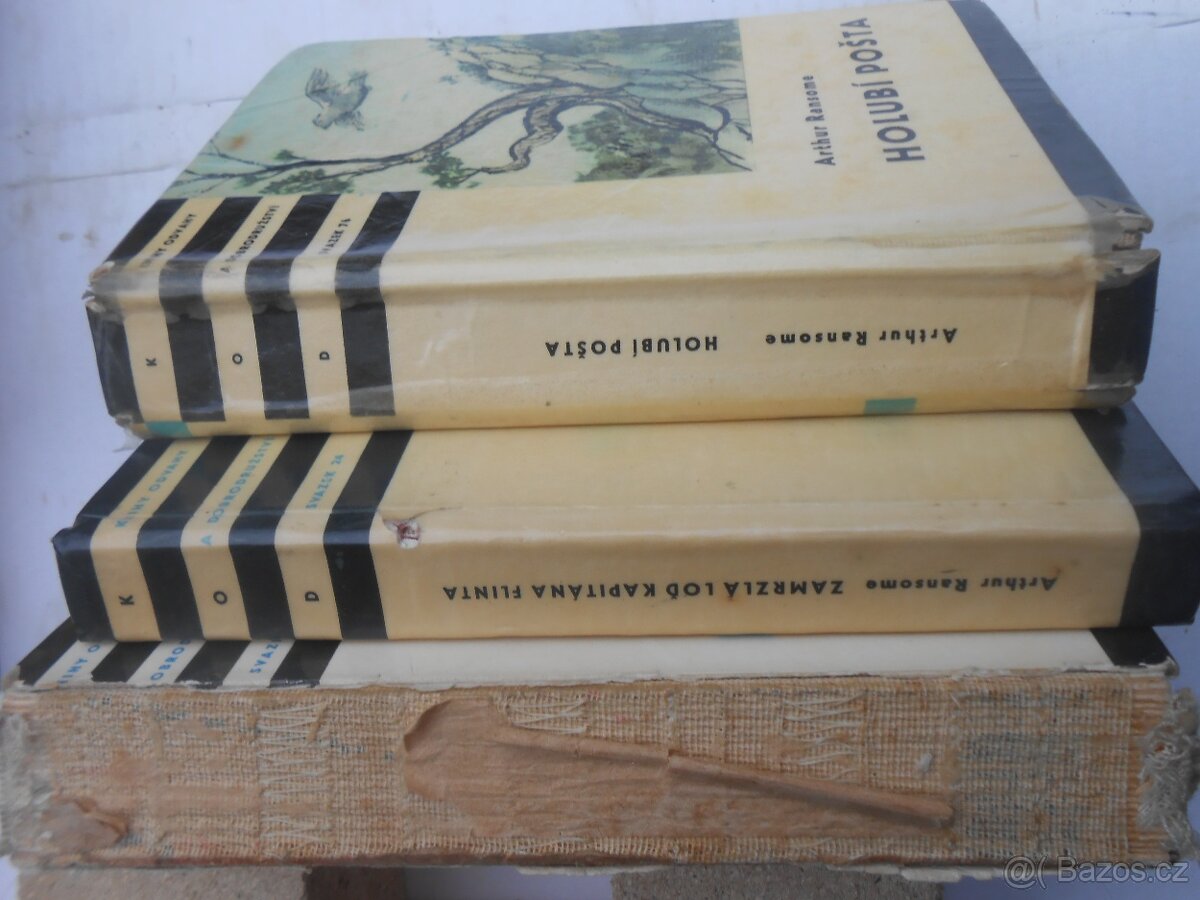 Arthur Ransome
HOLUBÍ POŠTA
KNIHY ODVAHY
A DOBRODRUŽSTVÍ
SVAZEK 76
K
O
D
HOLUBÍ POŠTA
Arthur Ransome
KNIHY ODVAHY
A DOBRODRUŽSTVÍ
SVAZEK 24
K
O
D
Arthur Ransome ZAMRZLÁ LOĎ KAPITÁNA FLINTA
@( Bazos.cz